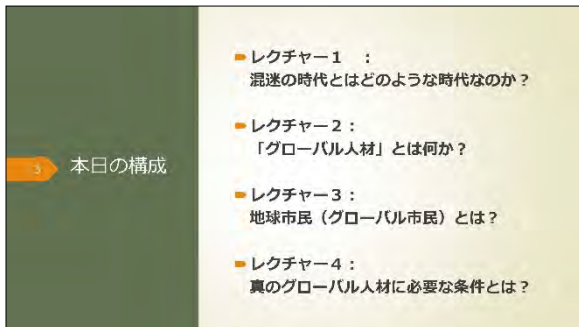 3
本日の構成
レクチャー１　：
混迷の時代とはどのような時代なのか？
レクチャー２：
「グローバル人材」とは何か？
レクチャー３：
地球市民（グローバル市民）とは？
レクチャー４：
真のグローバル人材に必要な条件とは？